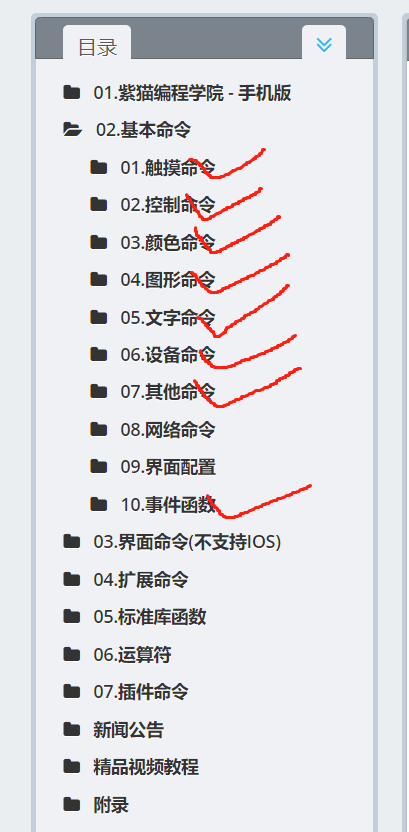 目录
01.紫猫编程学院 - 手机版
02.基本命令
01.触摸命令
02.控制命令
03.颜色命令
04.图形命令
05.文字命令
06.设备命令
07.其他命令
08.网络命令
09.界面配置
10.事件函数
03.界面命令(不支持IOS)
04.扩展命令
05.标准库函数
06.运算符
07.插件命令
新闻公告
精品视频教程
附录